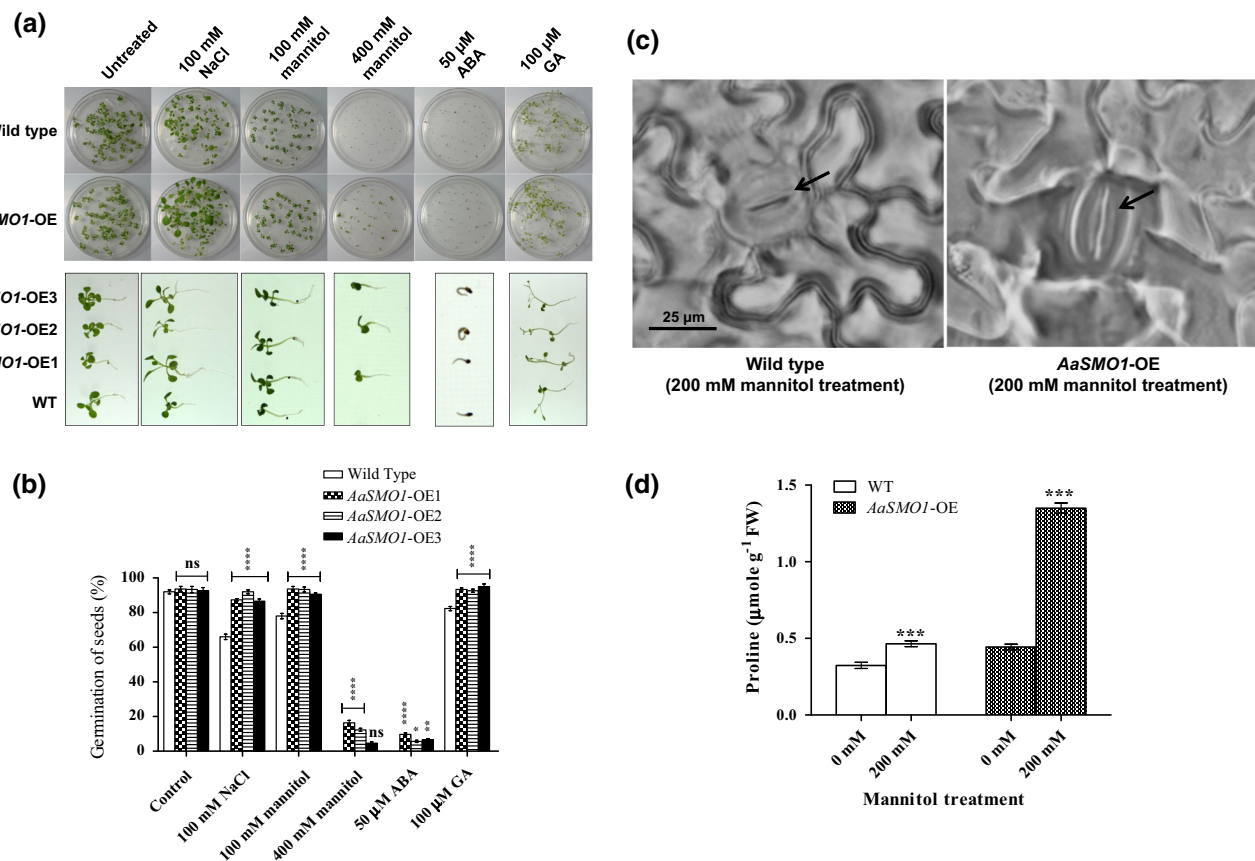 (a)
Untreated
100 mM
NaCl
100 mM
mannitol
400 mM
mannitol
50 µM
ABA
100 µM
GA
Wild type
MO1-OE
MO1-OE3
MO1-OE2
MO1-OE1
WT
(c)
25 µm
Wild type
(200 mM mannitol treatment)
AaSMO1-OE
(200 mM mannitol treatment)
(b)
Wild Type
AaSMO1-OE1
AaSMO1-OE2
AaSMO1-OE3
Germination of seeds (%)
100
80
60
40
20
0
ns
****
****
****
ns
****
*
**
****
Control
100 mM NaCl
100 mM mannitol
400 mM mannitol
50 µM ABA
100 µM GA
(d)
WT
AaSMO1-OE
Proline (µmole g-1 FW)
1.5
1.0
0.5
0.0
***
***
0 mM
200 mM
0 mM
200 mM
Mannitol treatment